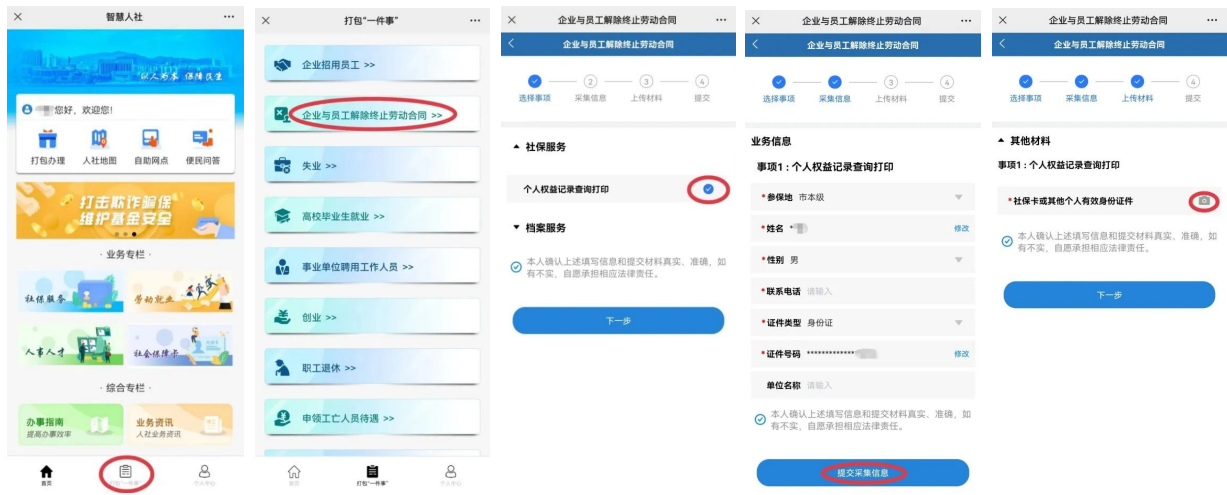 智慧人社
以人为本 保障民生
您好，欢迎您!
打包办理
人社地图
自助网点
便民问答
打击欺诈骗保
维护基金安全
· 业务专栏 ·
社保服务
劳动就业
人事人才
社会保障卡
· 综合专栏 ·
办事指南
提高办事效率
业务资讯
人社业务资讯
首页
打包“一件事”
个人中心
打包“一件事”
企业招用员工 >>
企业与员工解除终止劳动合同 >>
失业 >>
高校毕业生就业 >>
事业单位聘用工作人员 >>
创业 >>
职工退休 >>
申领工亡人员待遇 >>
首页
打包“一件事”
个人中心
企业与员工解除终止劳动合同
企业与员工解除终止劳动合同
2
3
4
选择事项
采集信息
上传材料
提交
社保服务
个人权益记录查询打印
档案服务
本人确认上述填写信息和提交材料真实、准确，如
有不实，自愿承担相应法律责任。
下一步
企业与员工解除终止劳动合同
企业与员工解除终止劳动合同
3
4
选择事项
采集信息
上传材料
提交
业务信息
事项1：个人权益记录查询打印
*参保地 市本级
*姓名 *
修改
*性别 男
*联系电话 请输入
*证件类型 身份证
*证件号码 *************
修改
单位名称 请输入
本人确认上述填写信息和提交材料真实、准确，如
有不实，自愿承担相应法律责任。
提交采集信息
企业与员工解除终止劳动合同
企业与员工解除终止劳动合同
4
选择事项
采集信息
上传材料
提交
其他材料
事项1：个人权益记录查询打印
*社保卡或其他个人有效身份证件
本人确认上述填写信息和提交材料真实、准确，如
有不实，自愿承担相应法律责任。
下一步